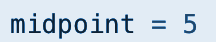 midpoint = 5